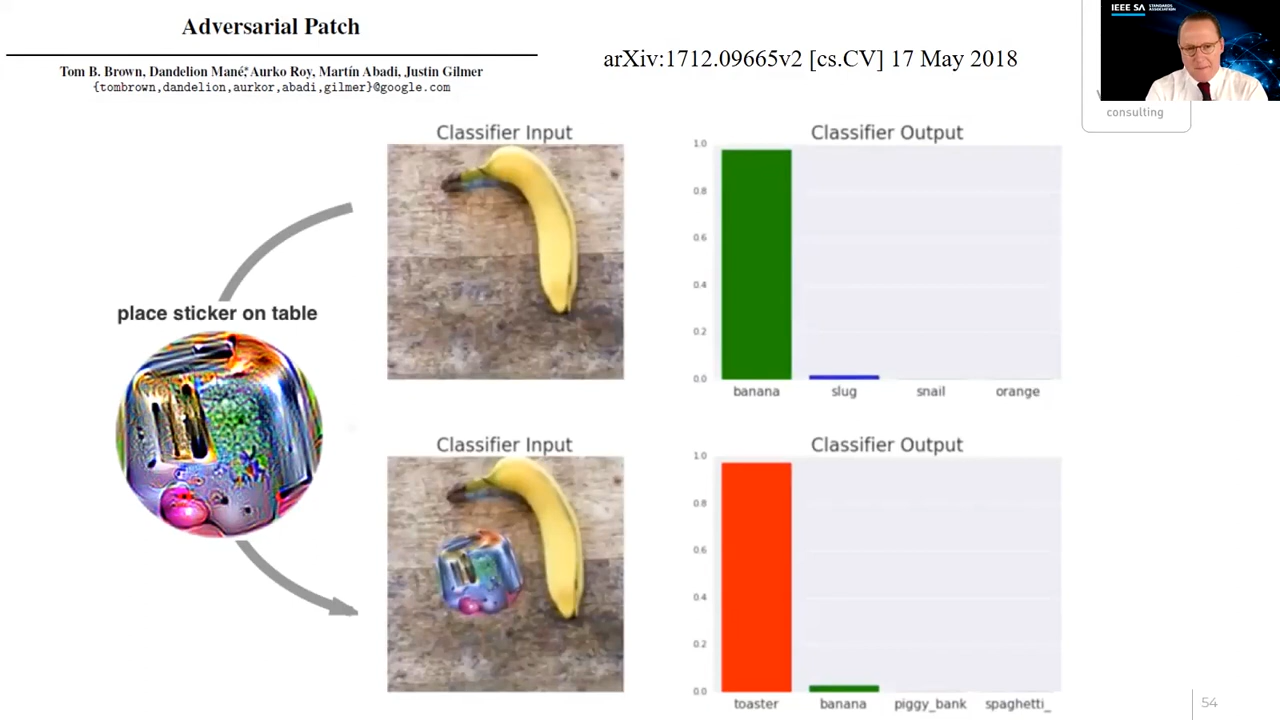 Adversarial Patch
Tom B. Brown, Dandelion Mané*, Aurko Roy, Martín Abadi, Justin Gilmer
{tombrown,dandelion,aurkor,abadi,gilmer}@google.com
arXiv:1712.09665v2 [cs.CV] 17 May 2018
IEEE SA STANDARDS ASSOCIATION
consulting
Classifier Input
Classifier Output
1.0
0.8
0.6
0.4
0.2
0.0
banana slug snail orange
place sticker on table
Classifier Input
Classifier Output
1.0
0.8
0.6
0.4
0.2
0.0
toaster banana piggy_bank spaghetti_
54